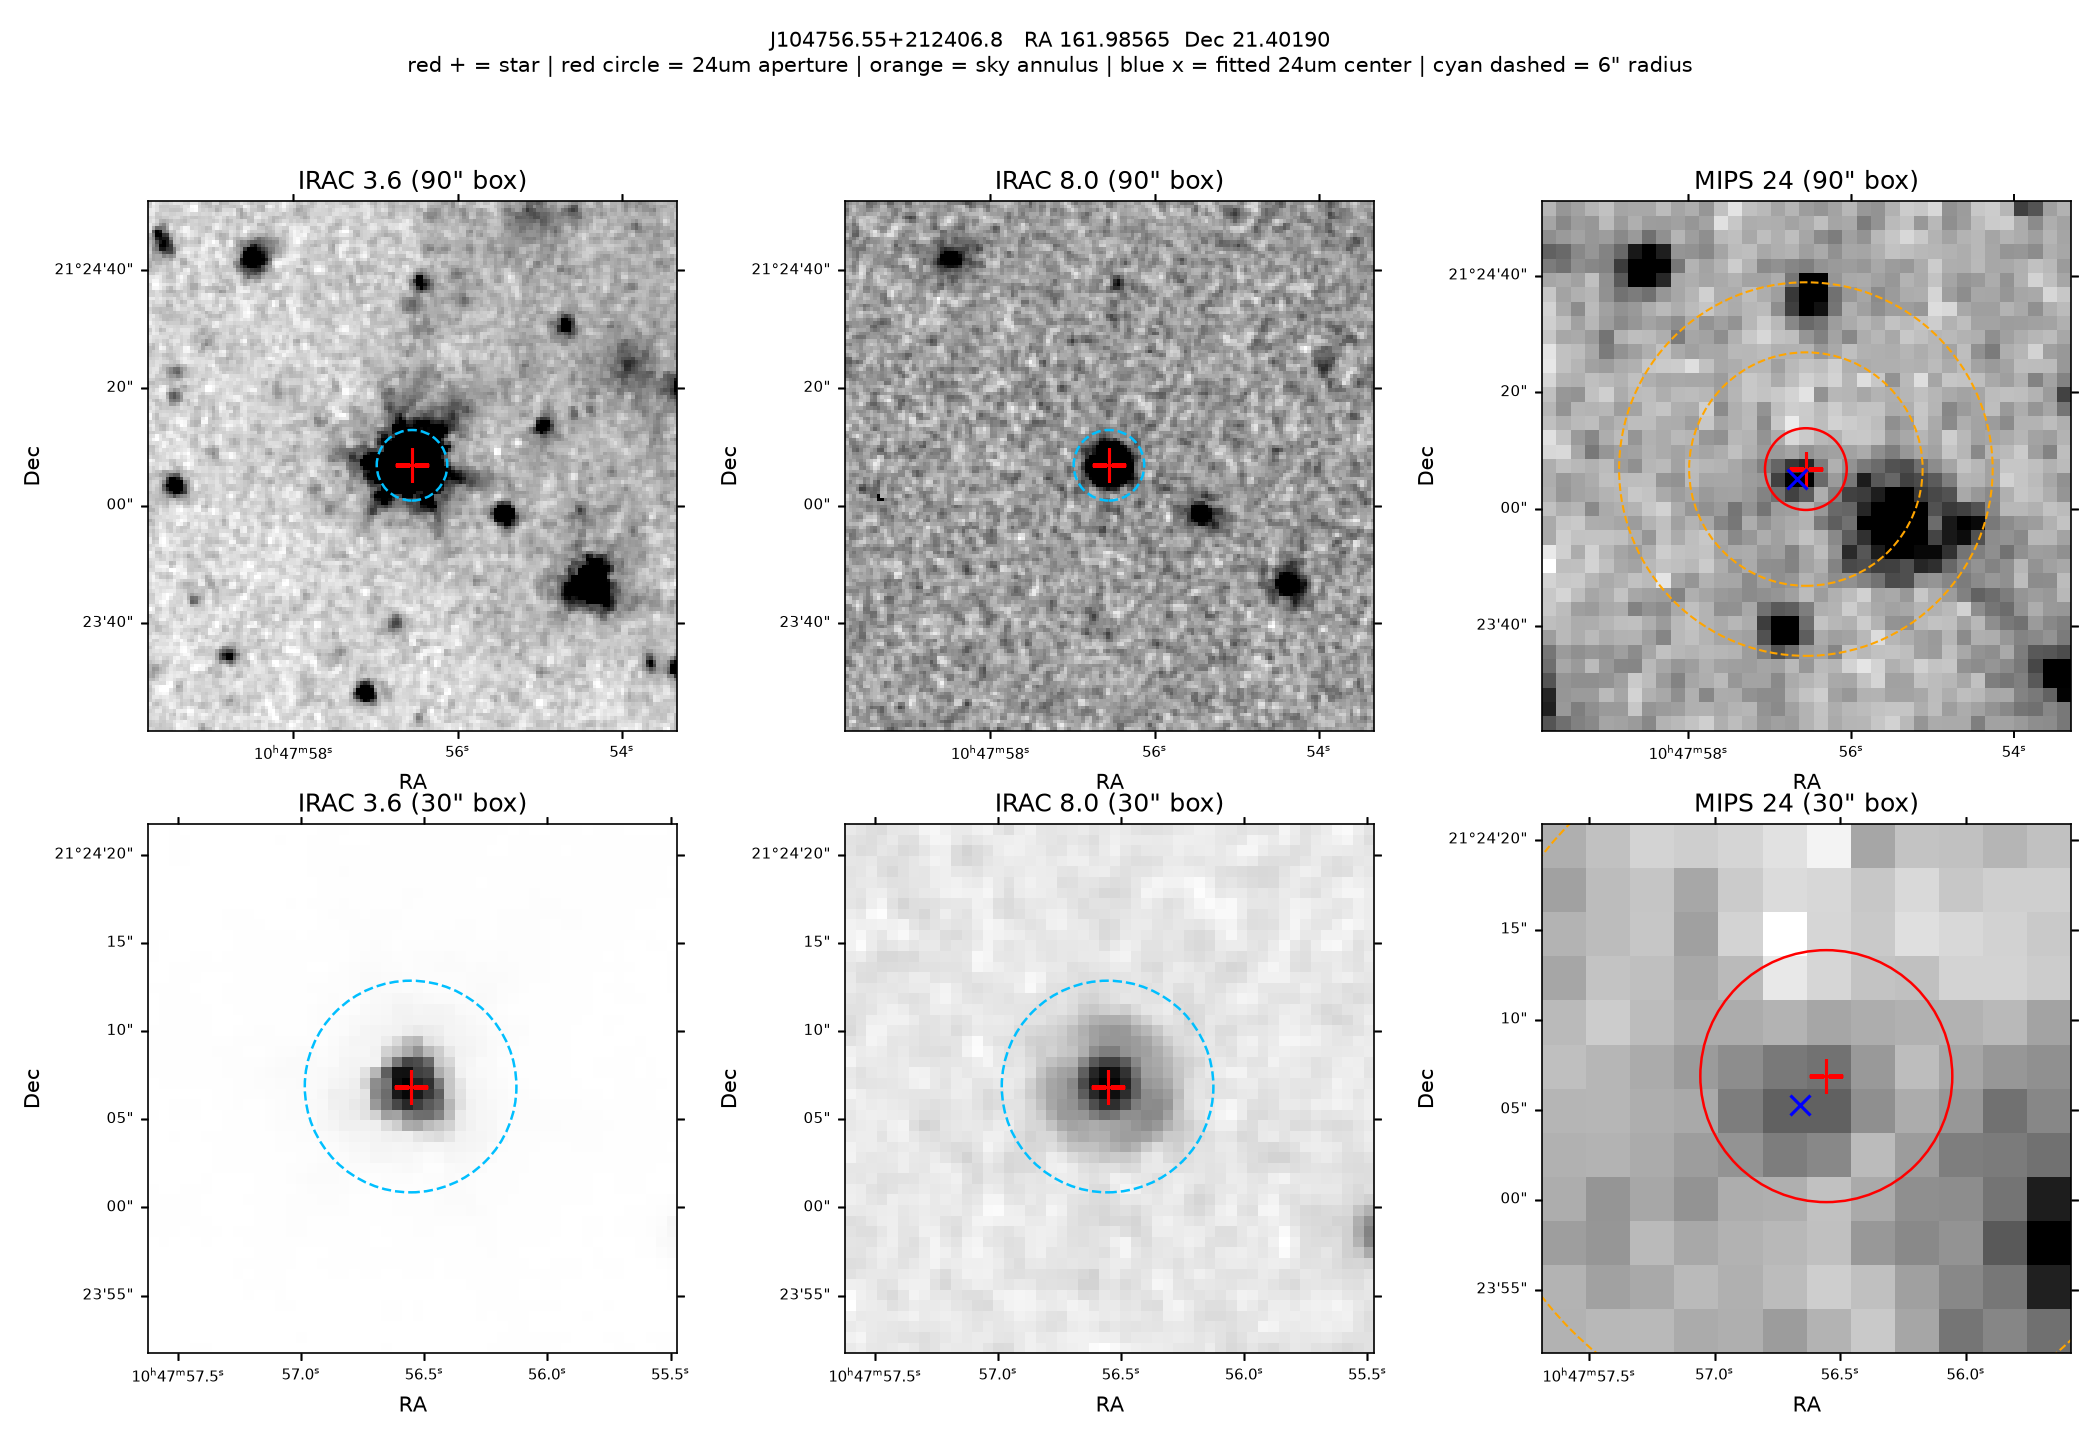 J104756.55+212406.8   RA 161.98565  Dec 21.40190
red + = star | red circle = 24um aperture | orange = sky annulus | blue x = fitted 24um center | cyan dashed = 6" radius
IRAC 3.6 (90" box)
Dec
21°24'40"
20"
00"
23'40"
10ʰ47ᵐ58ˢ 56ˢ 54ˢ
RA
IRAC 8.0 (90" box)
Dec
21°24'40"
20"
00"
23'40"
10ʰ47ᵐ58ˢ 56ˢ 54ˢ
RA
MIPS 24 (90" box)
Dec
21°24'40"
20"
00"
23'40"
10ʰ47ᵐ58ˢ 56ˢ 54ˢ
RA
IRAC 3.6 (30" box)
Dec
21°24'20"
15"
10"
05"
00"
23'55"
10ʰ47ᵐ57.5ˢ 57.0ˢ 56.5ˢ 56.0ˢ 55.5ˢ
RA
IRAC 8.0 (30" box)
Dec
21°24'20"
15"
10"
05"
00"
23'55"
10ʰ47ᵐ57.5ˢ 57.0ˢ 56.5ˢ 56.0ˢ 55.5ˢ
RA
MIPS 24 (30" box)
Dec
21°24'20"
15"
10"
05"
00"
23'55"
10ʰ47ᵐ57.5ˢ 57.0ˢ 56.5ˢ 56.0ˢ
RA